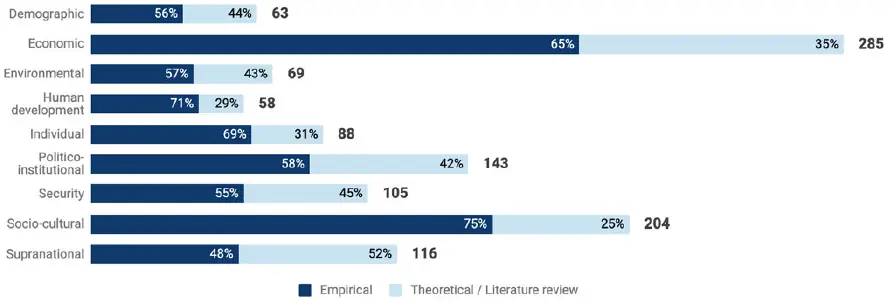 Demographic 56% 44% 63
Economic 65% 35% 285
Environmental 57% 43% 69
Human
development 71% 29% 58
Individual 69% 31% 88
Politico-
institutional 58% 42% 143
Security 55% 45% 105
Socio-cultural 75% 25% 204
Supranational 48% 52% 116
Empirical Theoretical / Literature review